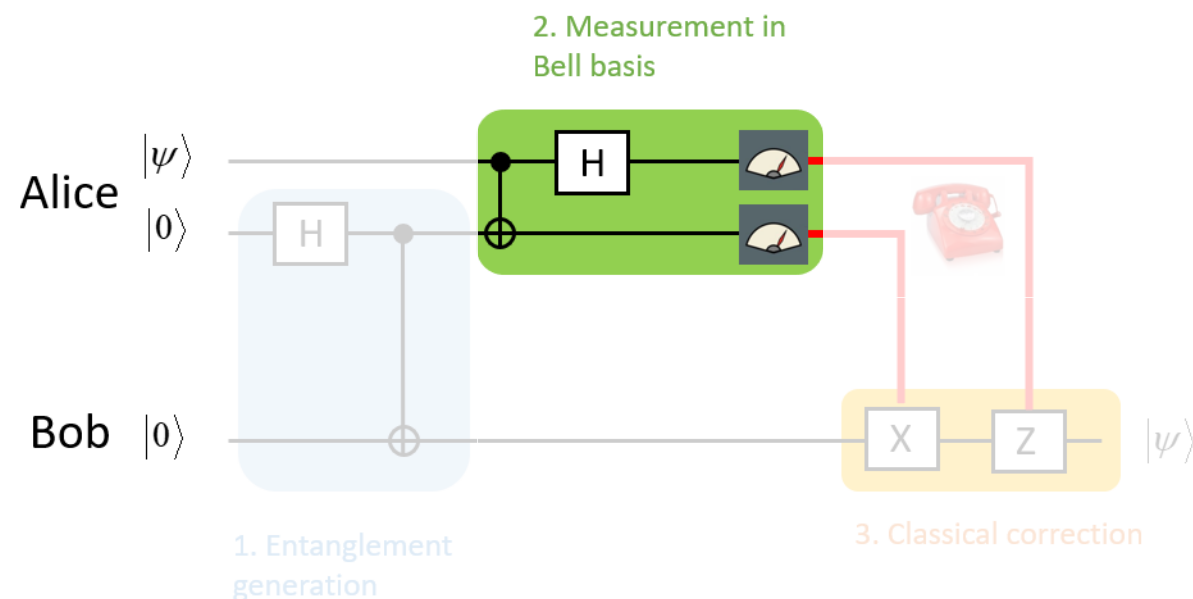 2. Measurement in
Bell basis
|ψ⟩
Alice
|0⟩
H
H
Bob
|0⟩
X
Z
|ψ⟩
1. Entanglement
generation
3. Classical correction